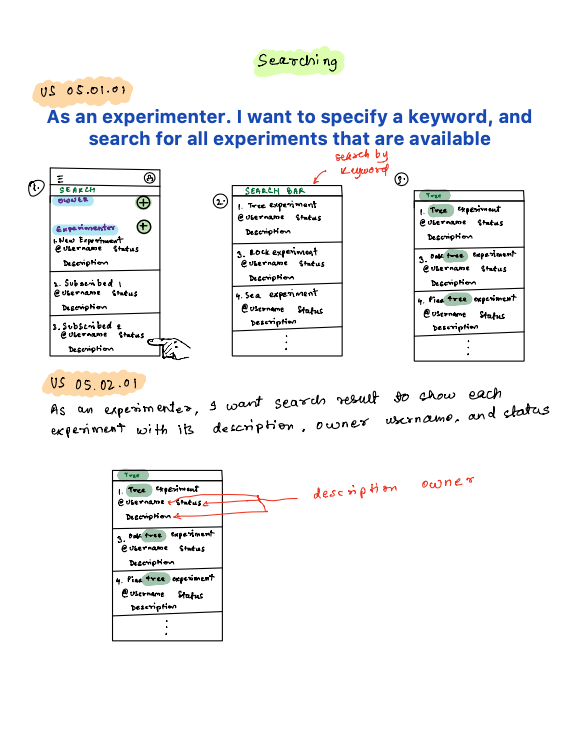 Searching
US 05.01.01
As an experimenter. I want to specify a keyword, and
search for all experiments that are available
search by
keyword
1.
SEARCH
OWNER
Experimenter
1. New Experiment
@Username Status
Description
2. Subscribed 1
@Username Status
Description
3. Subscribed 2
@Username Status
Description
2.
SEARCH BAR
1. Tree experiment
@Username Status
Description
3. Rock experiment
@Username Status
Description
4. Sea experiment
@Username Status
Description
3.
Tree
1. Tree experiment
@Username Status
Description
3. Oak tree experiment
@Username Status
Description
4. Pine tree experiment
@Username Status
Description
US 05.02.01
As an experimenter, I want search result to show each
experiment with its description, owner username, and status
Tree
1. Tree experiment
@Username Status
Description
3. Oak tree experiment
@Username Status
Description
4. Pine tree experiment
@Username Status
Description
description owner